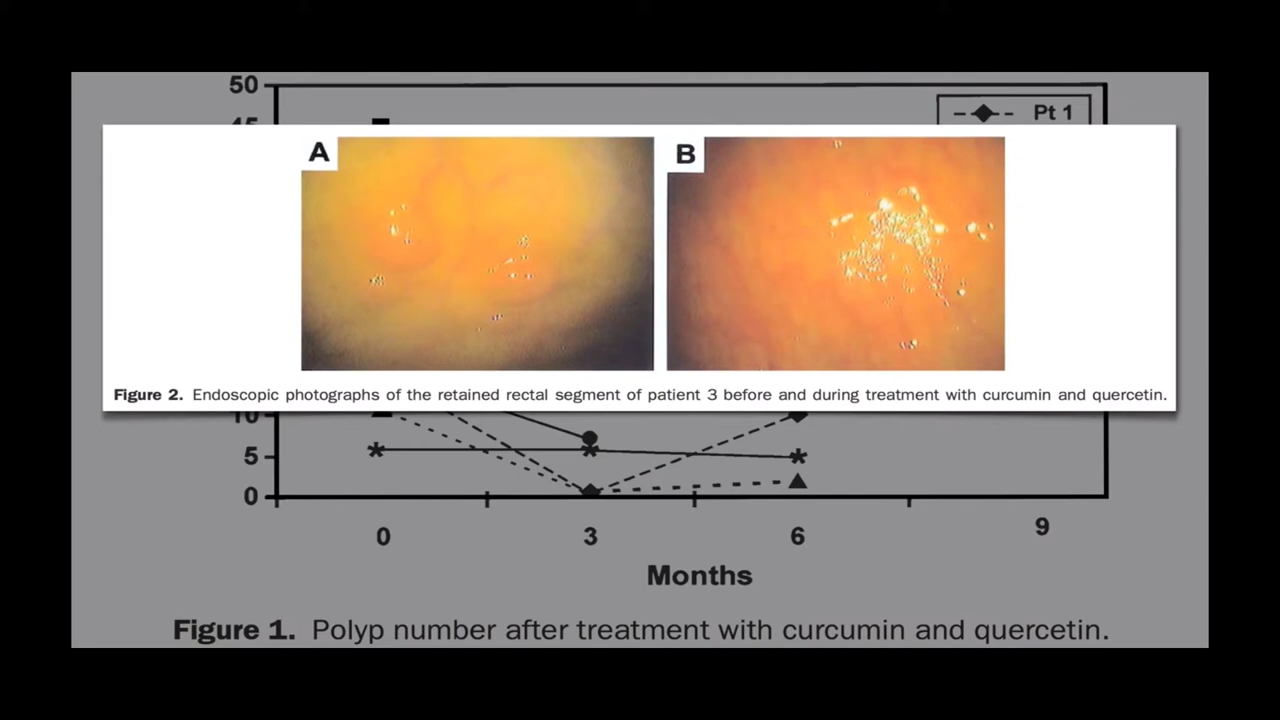 50
Pt 1
A
B
Figure 2. Endoscopic photographs of the retained rectal segment of patient 3 before and during treatment with curcumin and quercetin.
5
0
0 3 6 9
Months
Figure 1. Polyp number after treatment with curcumin and quercetin.